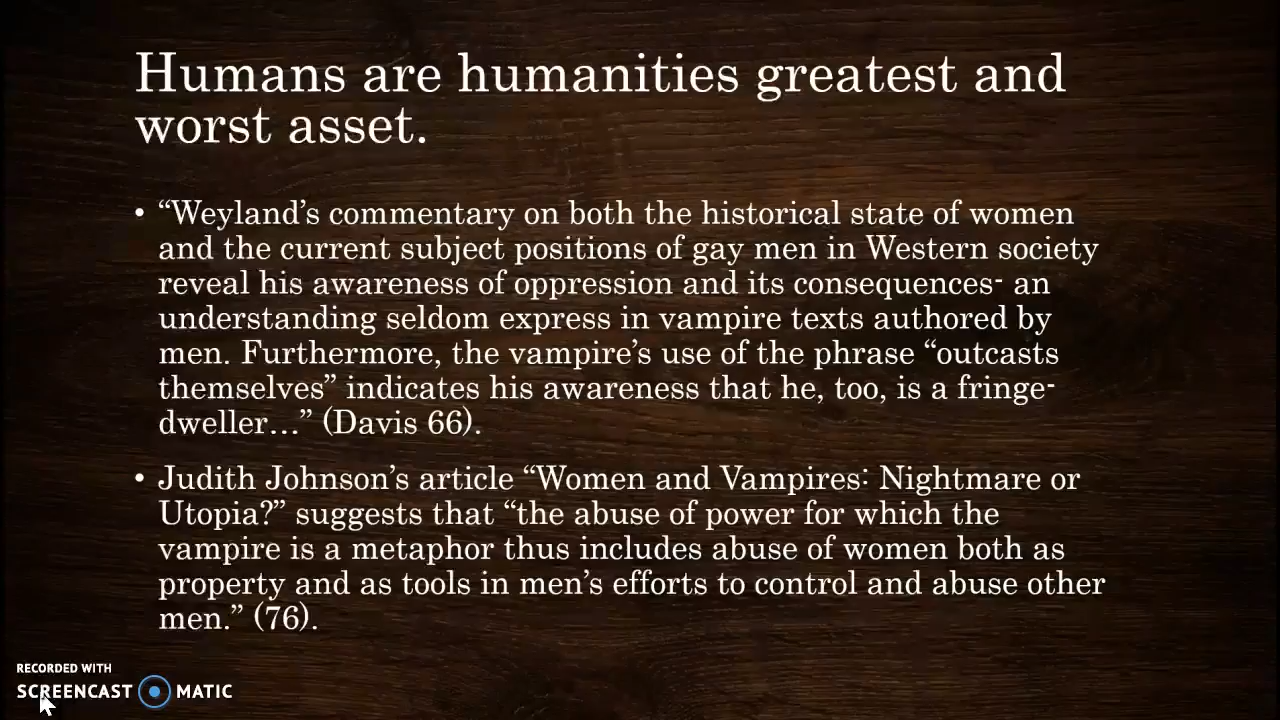 Humans are humanities greatest and
worst asset.
• “Weyland’s commentary on both the historical state of women
and the current subject positions of gay men in Western society
reveal his awareness of oppression and its consequences- an
understanding seldom express in vampire texts authored by
men. Furthermore, the vampire’s use of the phrase “outcasts
themselves” indicates his awareness that he, too, is a fringe-
dweller…” (Davis 66).
• Judith Johnson’s article “Women and Vampires: Nightmare or
Utopia?” suggests that “the abuse of power for which the
vampire is a metaphor thus includes abuse of women both as
property and as tools in men’s efforts to control and abuse other
men.” (76).
RECORDED WITH
SCREENCAST MATIC